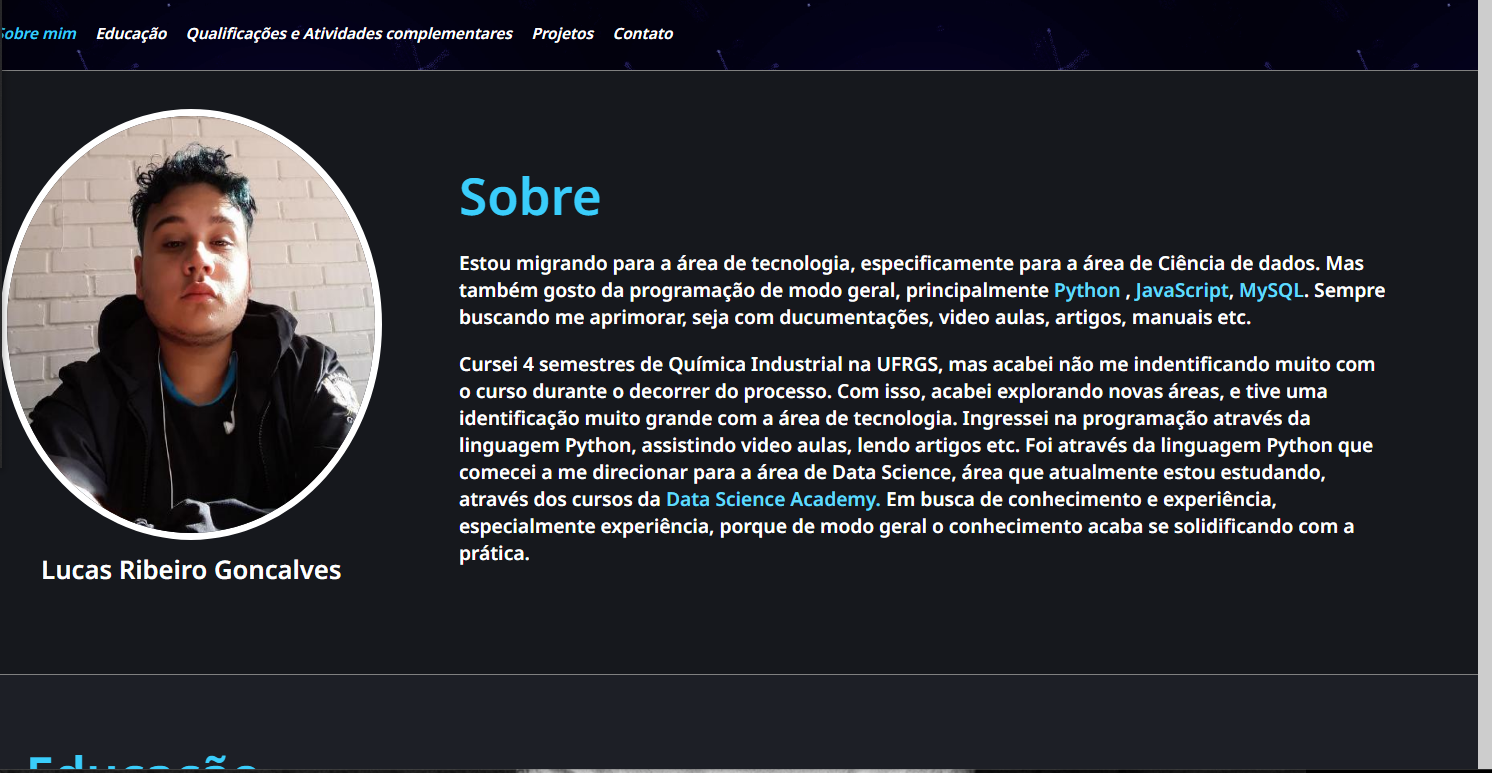 Sobre mim Educação Qualificações e Atividades complementares Projetos Contato
Sobre
Estou migrando para a área de tecnologia, especificamente para a área de Ciência de dados. Mas
também gosto da programação de modo geral, principalmente Python , JavaScript, MySQL. Sempre
buscando me aprimorar, seja com ducumentações, video aulas, artigos, manuais etc.
Cursei 4 semestres de Química Industrial na UFRGS, mas acabei não me indentificando muito com
o curso durante o decorrer do processo. Com isso, acabei explorando novas áreas, e tive uma
identificação muito grande com a área de tecnologia. Ingressei na programação através da
linguagem Python, assistindo video aulas, lendo artigos etc. Foi através da linguagem Python que
comecei a me direcionar para a área de Data Science, área que atualmente estou estudando,
através dos cursos da Data Science Academy. Em busca de conhecimento e experiência,
especialmente experiência, porque de modo geral o conhecimento acaba se solidificando com a
prática.
Lucas Ribeiro Goncalves
Educação